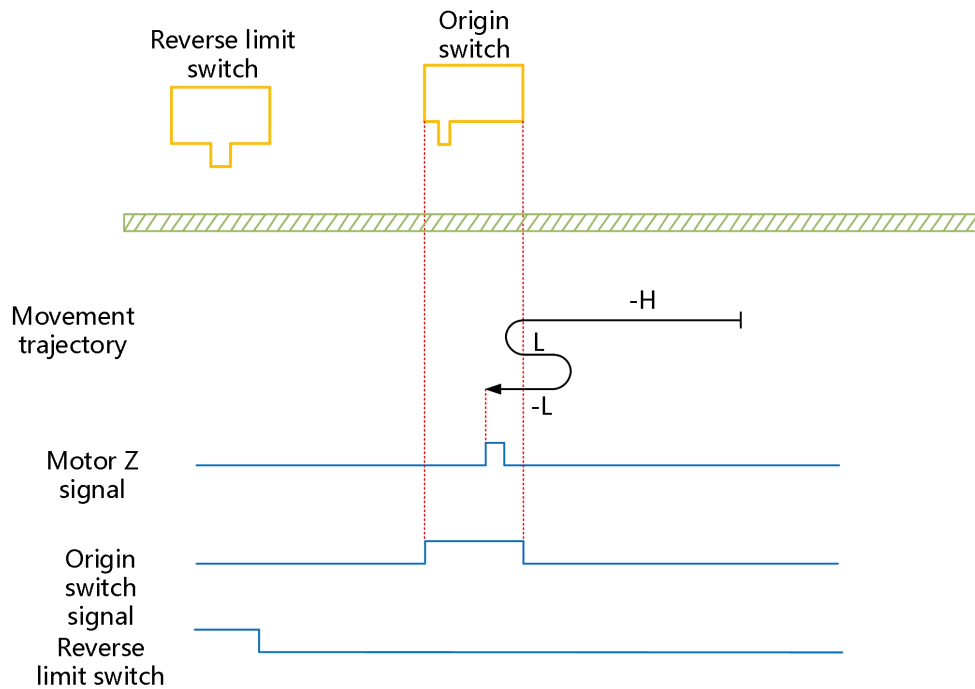 Reverse limit
switch
Origin
switch
Movement
trajectory
-H
L
-L
Motor Z
signal
Origin
switch
signal
Reverse
limit switch